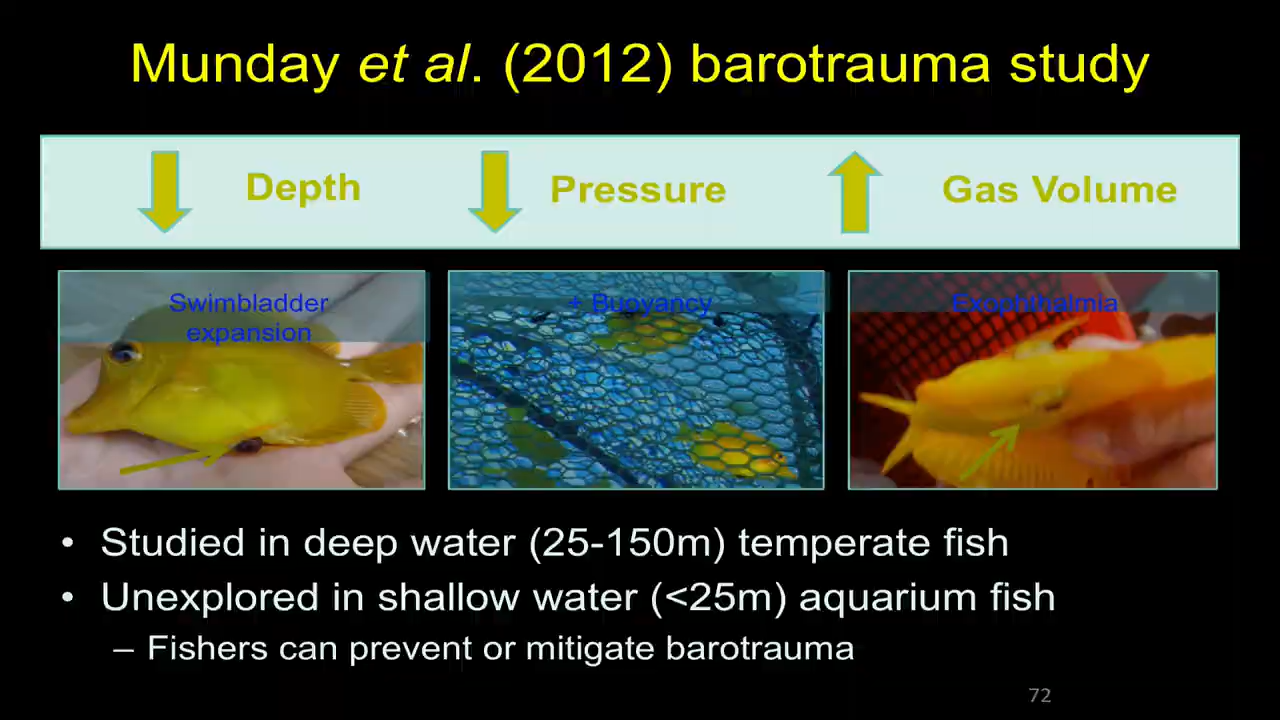 Munday et al. (2012) barotrauma study
Depth
Pressure
Gas Volume
Swimbladder
expansion
+ Buoyancy
Exophthalmia
• Studied in deep water (25-150m) temperate fish
• Unexplored in shallow water (<25m) aquarium fish
– Fishers can prevent or mitigate barotrauma
72